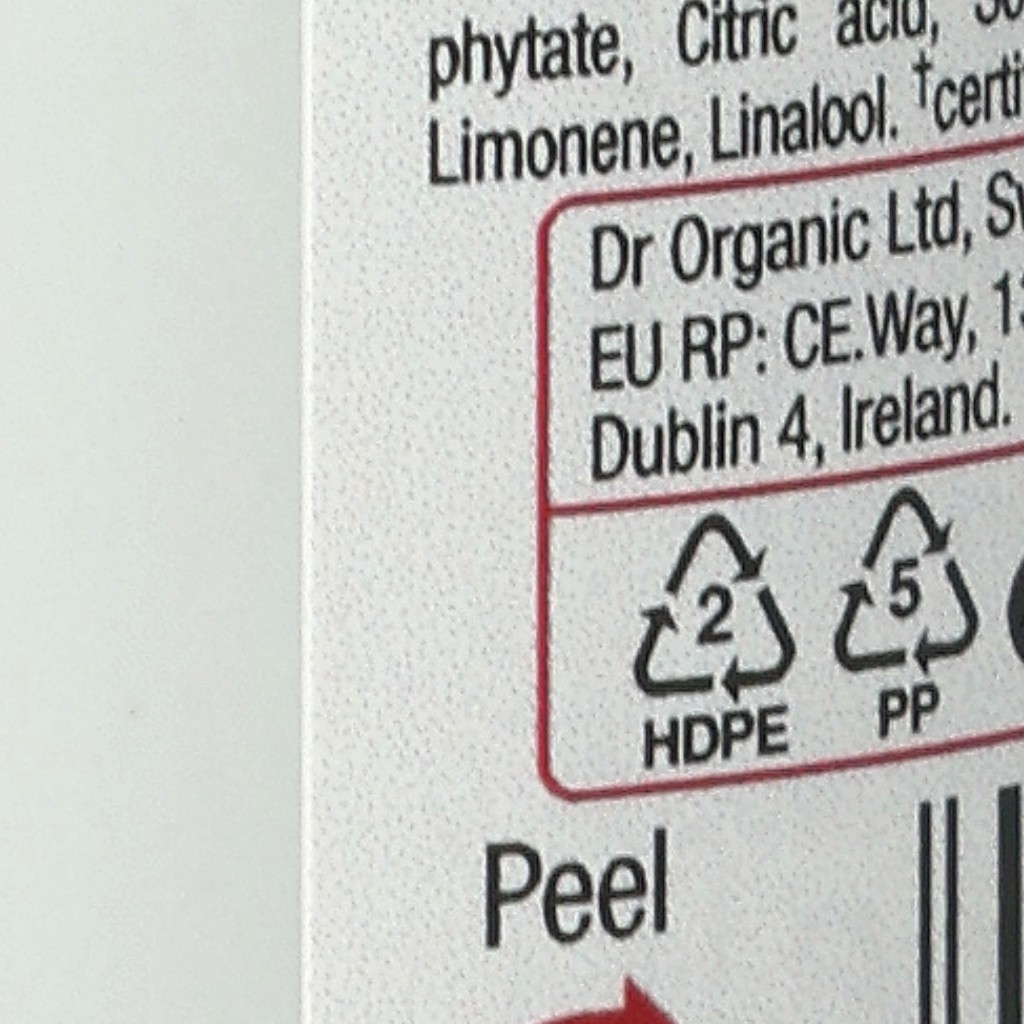 phytate, Citric acid,
Limonene, Linalool. †certi
Dr Organic Ltd,
EU RP: CE.Way, 13
Dublin 4, Ireland.
2 5
HDPE PP
Peel